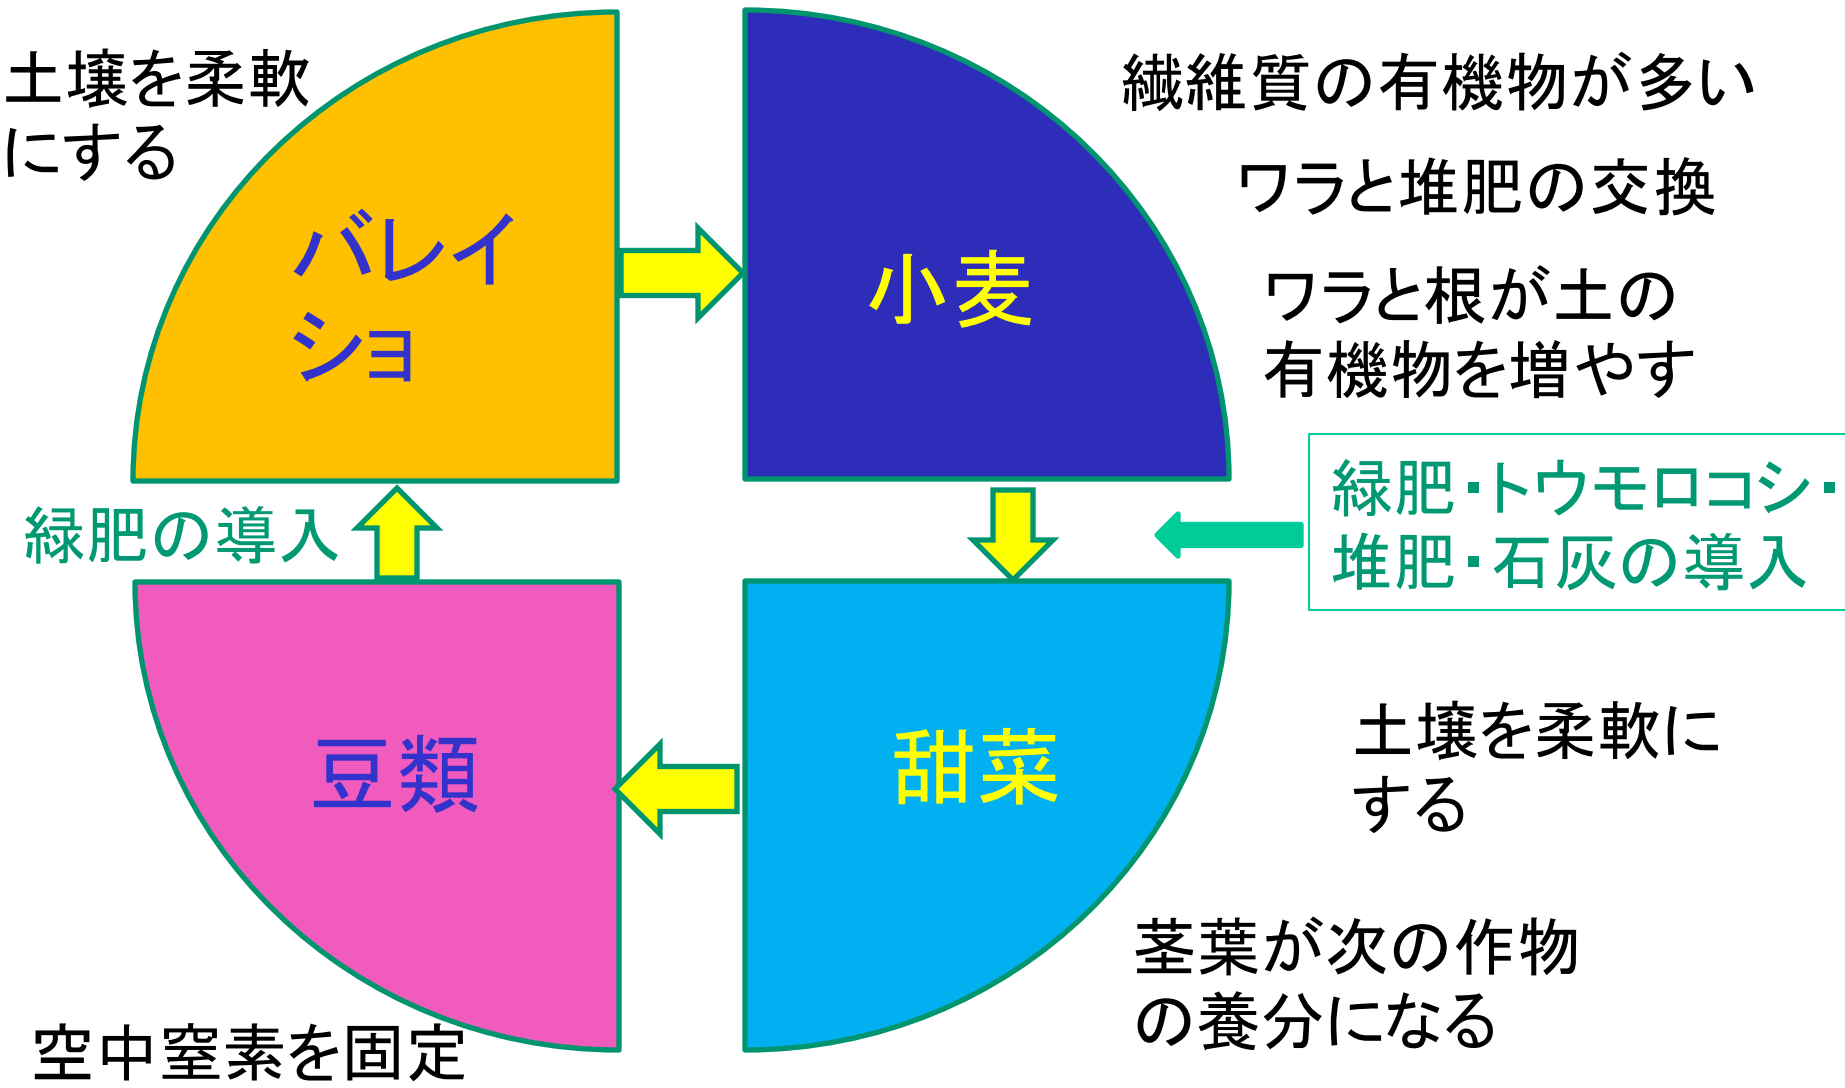 土壌を柔軟
にする
バレイ
ショ
繊維質の有機物が多い
ワラと堆肥の交換
ワラと根が土の
有機物を増やす
小麦
緑肥・トウモロコシ・
堆肥・石灰の導入
緑肥の導入
豆類
甜菜
土壌を柔軟に
する
茎葉が次の作物
の養分になる
空中窒素を固定